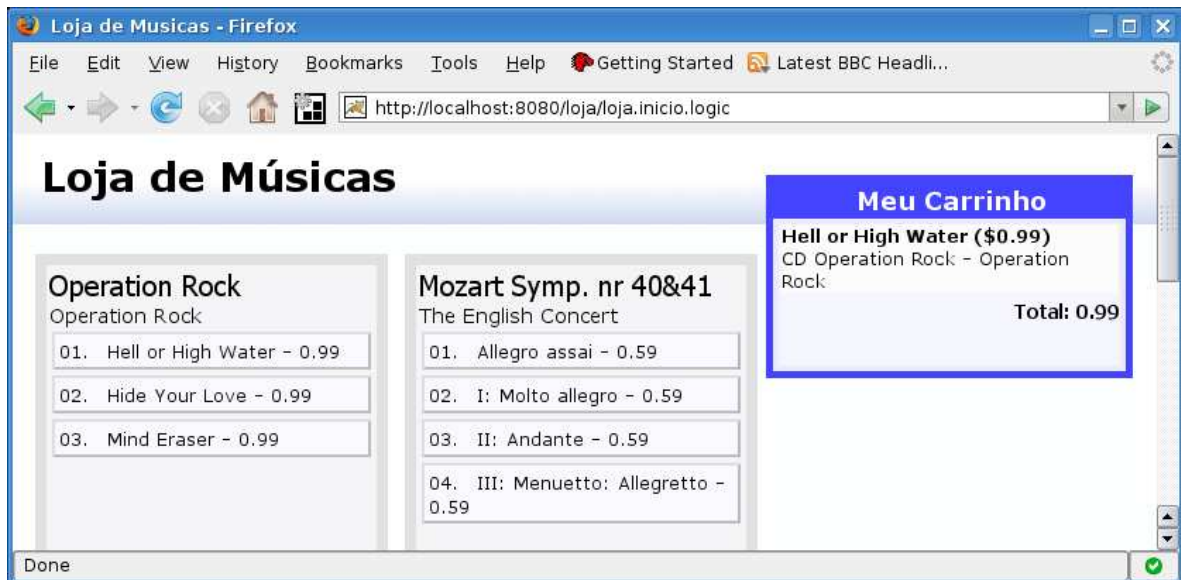 Loja de Musicas - Firefox
File Edit View History Bookmarks Tools Help Getting Started Latest BBC Headli...
http://localhost:8080/loja/loja.inicio.logic
Loja de Músicas
Operation Rock
Operation Rock
01. Hell or High Water - 0.99
02. Hide Your Love - 0.99
03. Mind Eraser - 0.99
Mozart Symp. nr 40&41
The English Concert
01. Allegro assai - 0.59
02. I: Molto allegro - 0.59
03. II: Andante - 0.59
04. III: Menuetto: Allegretto -
0.59
Meu Carrinho
Hell or High Water ($0.99)
CD Operation Rock - Operation
Rock
Total: 0.99
Done